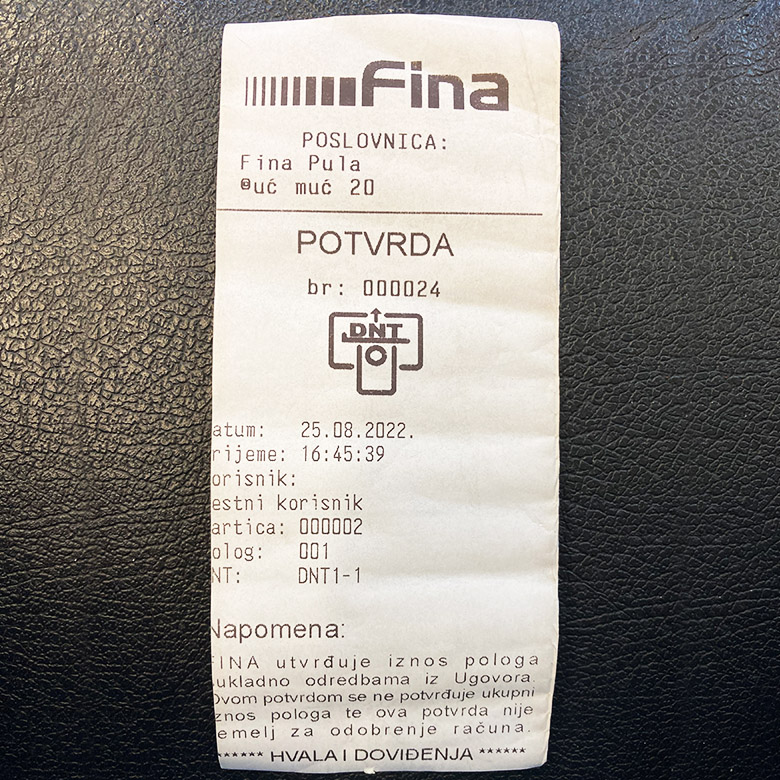 Fina
POSLOVNICA:
Fina Pula
@uć muć 20
POTVRDA
br: 000024
DNT
atum: 25.08.2022.
rijeme: 16:45:39
orisnik:
estni korisnik
artica: 000002
olog: 001
NT: DNT1-1
Napomena:
FINA utvrđuje iznos pologa
ukladno odredbama iz Ugovora.
Ovom potvrdom se ne potvrđuje ukupni
znos pologa te ova potvrda nije
emelj za odobrenje računa.
****** HVALA I DOVIĐENJA ******